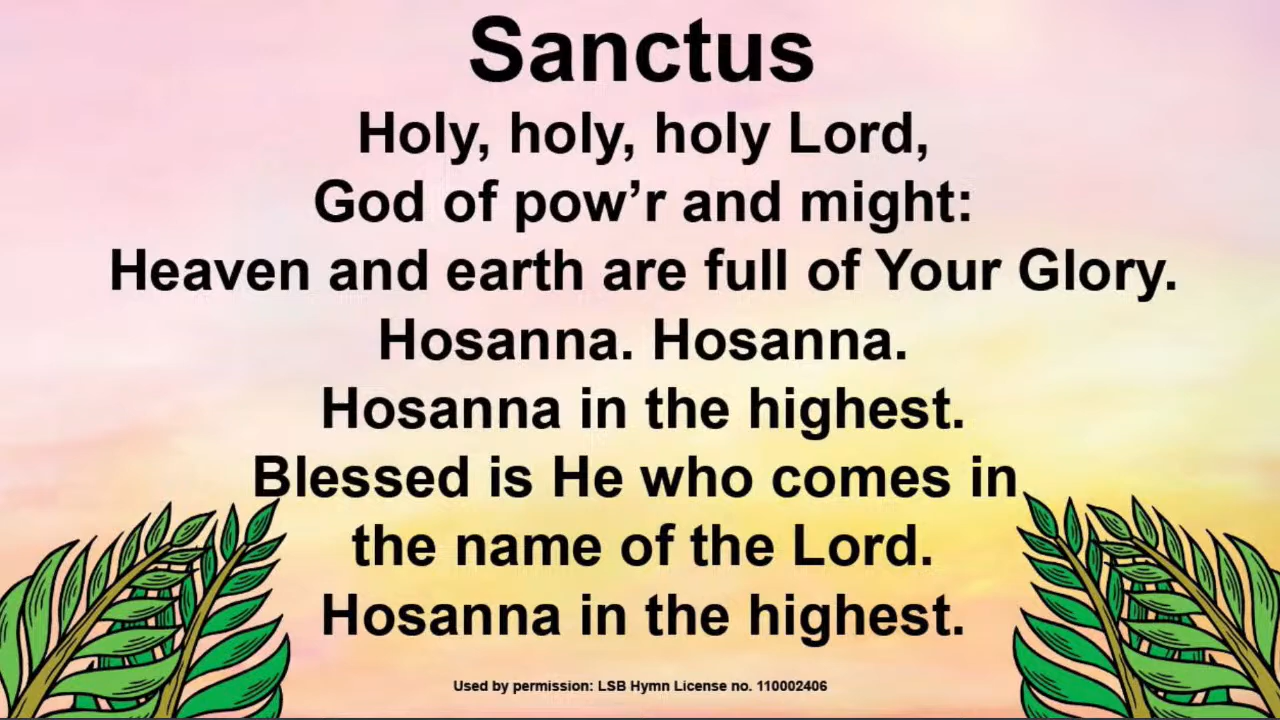 Sanctus
Holy, holy, holy Lord,
God of pow’r and might:
Heaven and earth are full of Your Glory.
Hosanna. Hosanna.
Hosanna in the highest.
Blessed is He who comes in
the name of the Lord.
Hosanna in the highest.
Used by permission: LSB Hymn License no. 110002406